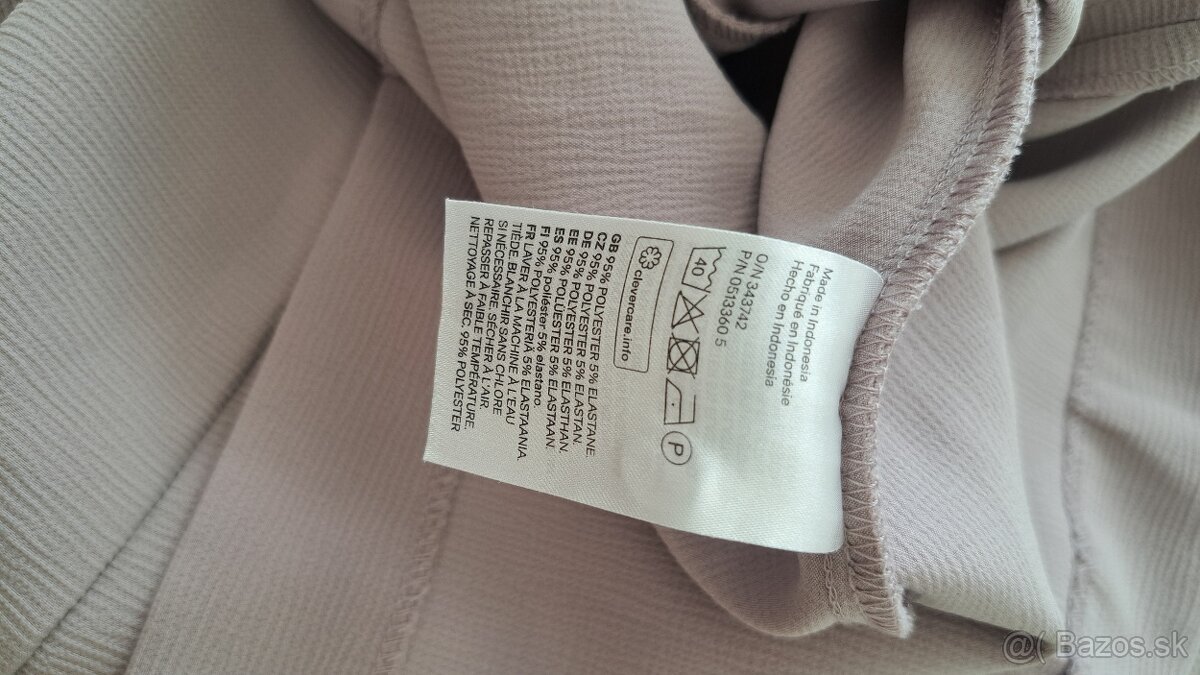 Made in Indonesia
Fabriqué en Indonésie
Hecho en Indonesia
O/N 343742
P/N 0513360 5
40
P
clevercare.info
GB 95% POLYESTER 5% ELASTANE
CZ 95% POLYESTER 5% ELASTAN.
DE 95% POLYESTER 5% ELASTHAN.
EE 95% POLÜESTER 5% ELASTAAN.
ES 95% poliéster 5% elastano.
FI 95% POLYESTERIÄ 5% ELASTAANIA.
FR LAVER À LA MACHINE À L'EAU
TIÈDE. BLANCHIR SANS CHLORE
SI NÉCESSAIRE. SÉCHER À L'AIR.
REPASSER À FAIBLE TEMPÉRATURE.
NETTOYAGE À SEC. 95% POLYESTER
@( Bazos.sk